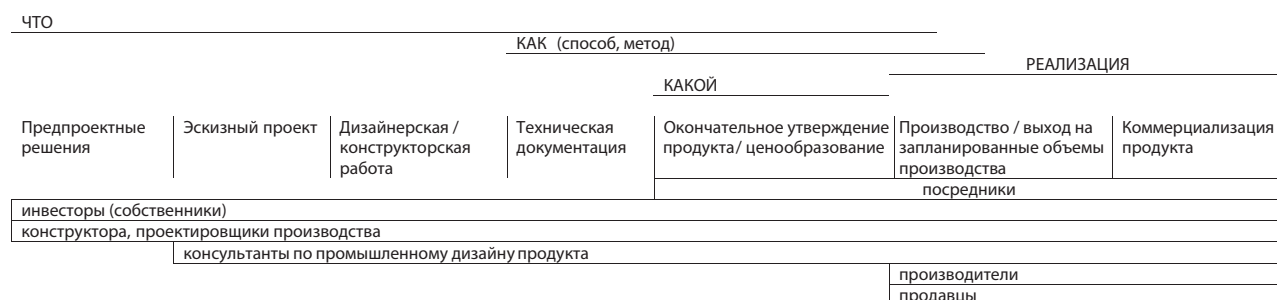 ЧТО
КАК (способ, метод)
РЕАЛИЗАЦИЯ
КАКОЙ
Предпроектные
решения
Эскизный проект
Дизайнерская /
конструкторская
работа
Техническая
документация
Окончательное утверждение
продукта/ ценообразование
Производство / выход на
запланированные объемы
производства
Коммерциализация
продукта
посредники
инвесторы (собственники)
конструктора, проектировщики производства
консультанты по промышленному дизайну продукта
производители
продавцы